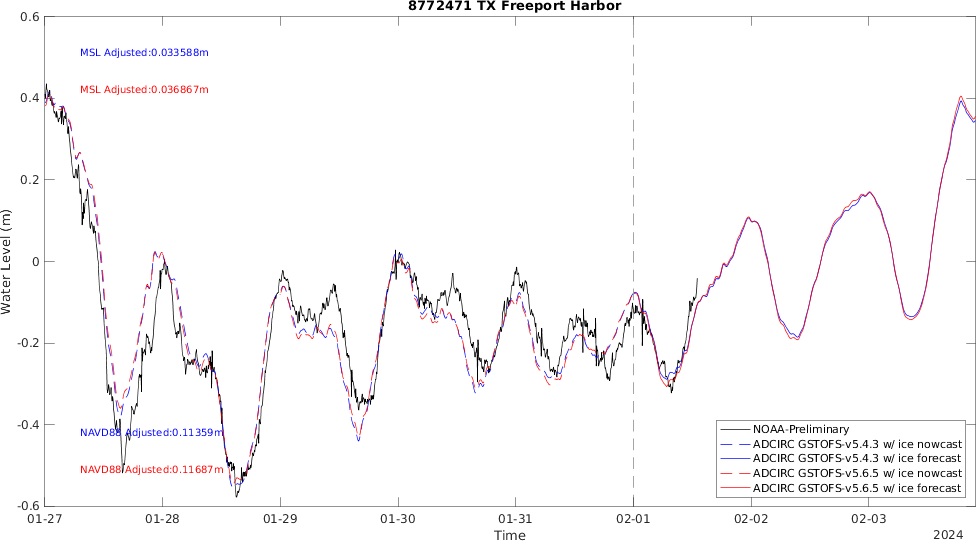 8772471 TX Freeport Harbor
0.6
0.4
0.2
0
-0.2
-0.4
-0.6
Water Level (m)
MSL Adjusted:0.033588m
MSL Adjusted:0.036867m
NAVD88 Adjusted:0.11359m
NAVD88 Adjusted:0.11687m
NOAA-Preliminary
ADCIRC GSTOFS-v5.4.3 w/ ice nowcast
ADCIRC GSTOFS-v5.4.3 w/ ice forecast
ADCIRC GSTOFS-v5.6.5 w/ ice nowcast
ADCIRC GSTOFS-v5.6.5 w/ ice forecast
01-27 01-28 01-29 01-30 01-31 02-01 02-02 02-03
Time
2024